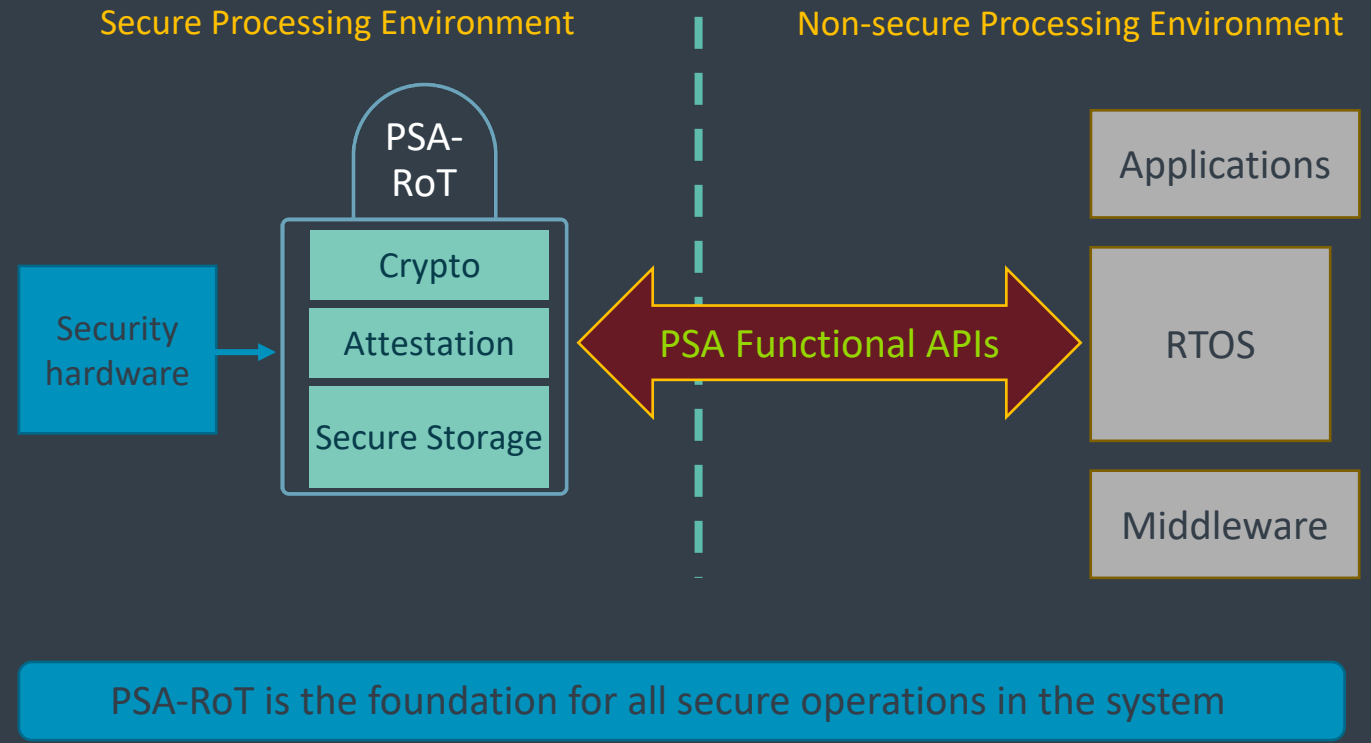 Secure Processing Environment
Non-secure Processing Environment
PSA-
RoT
Crypto
Attestation
Secure Storage
Security
hardware
PSA Functional APIs
Applications
RTOS
Middleware
PSA-RoT is the foundation for all secure operations in the system